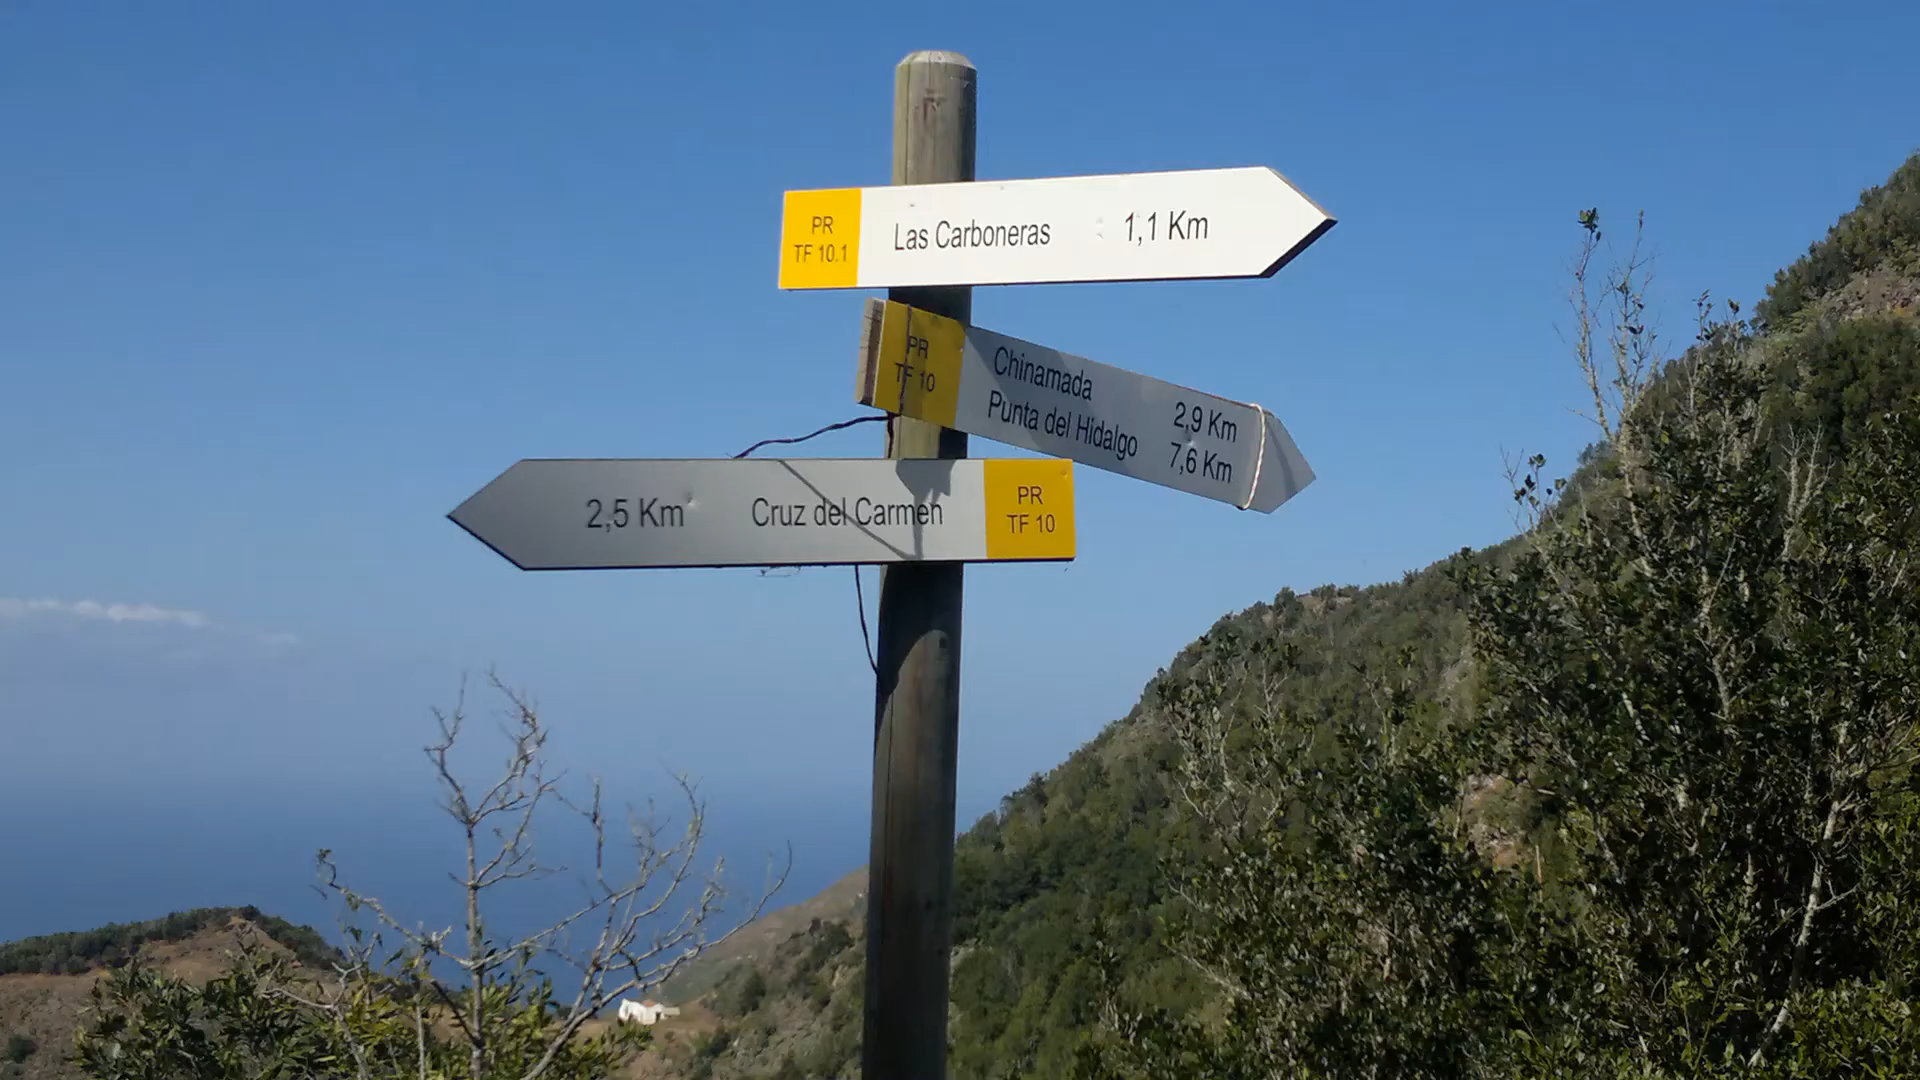 PR
TF 10.1
Las Carboneras 1,1 Km
PR
TF 10
Chinamada 2,9 Km
Punta del Hidalgo 7,6 Km
2,5 Km Cruz del Carmen
PR
TF 10